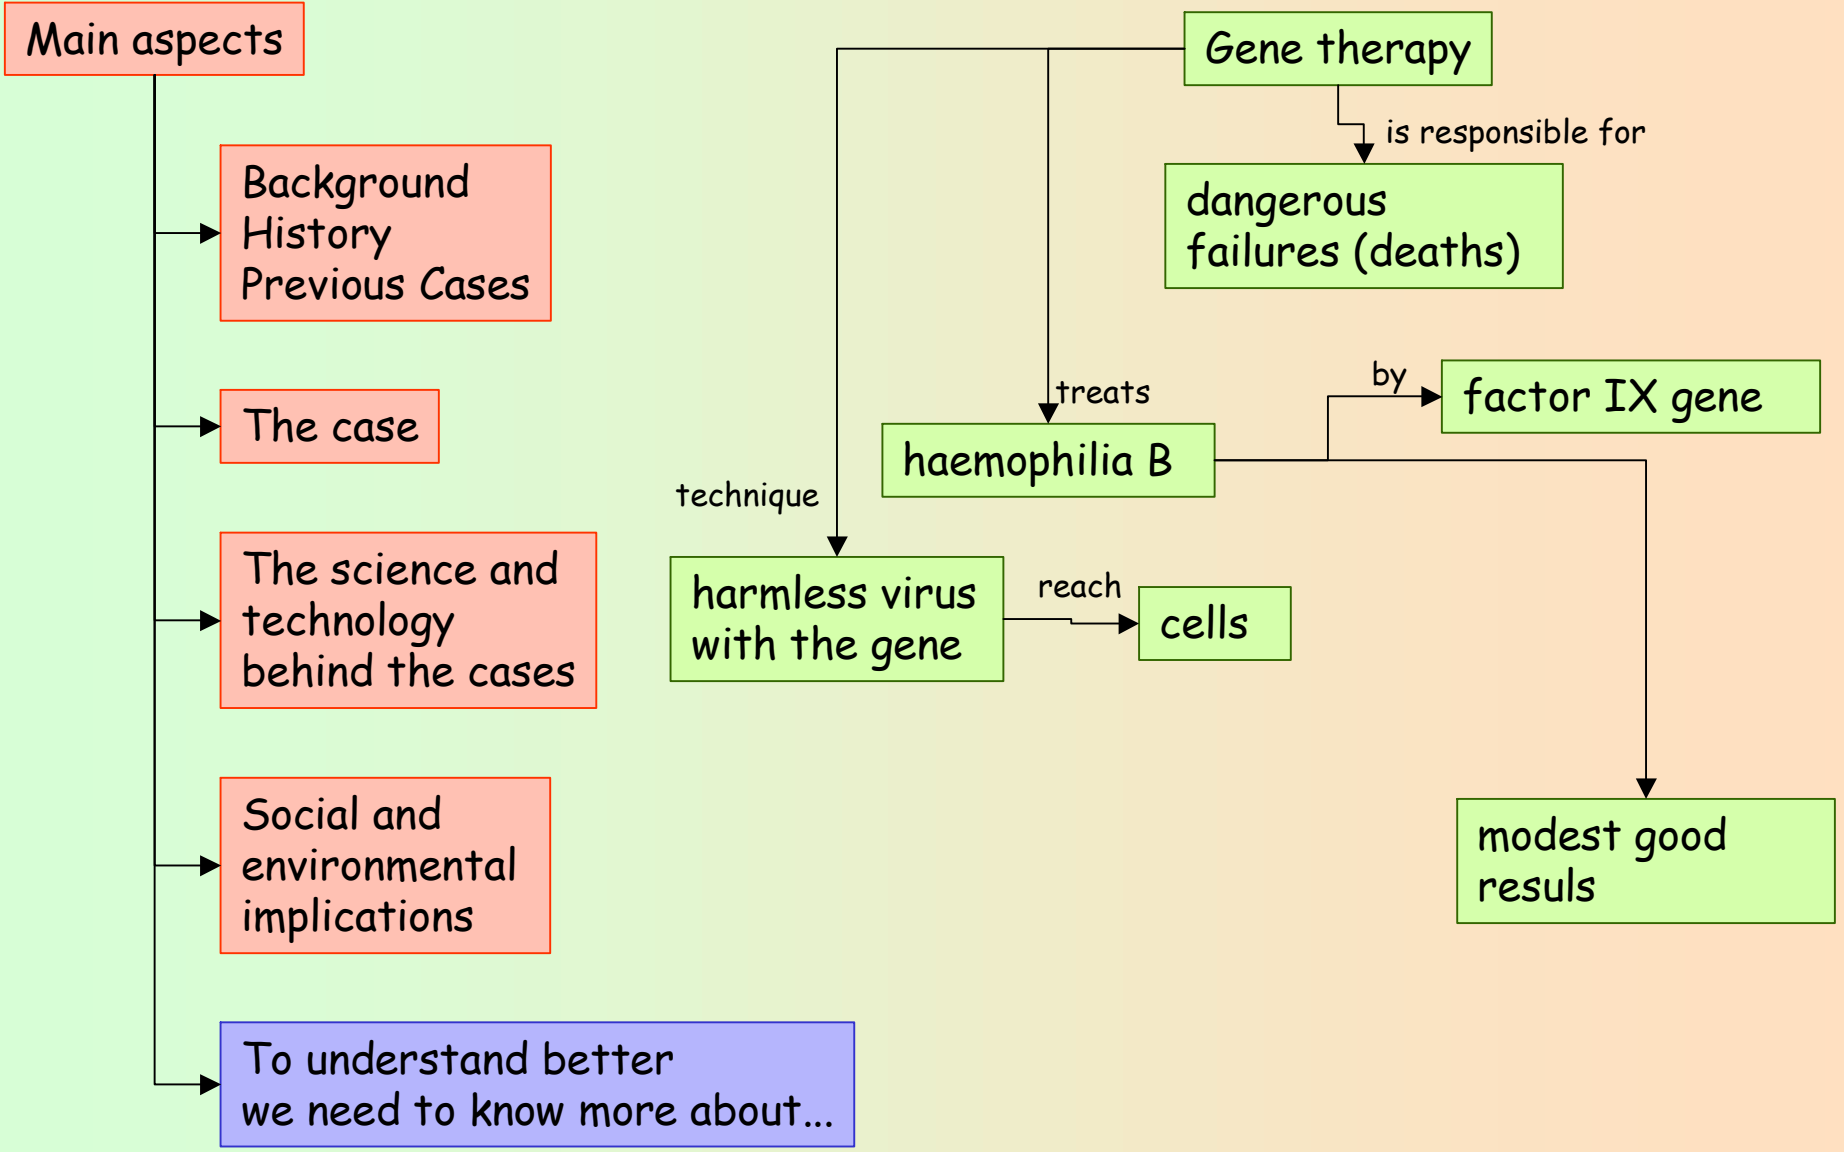 Main aspects
Background
History
Previous Cases
The case
The science and
technology
behind the cases
Social and
environmental
implications
To understand better
we need to know more about...
Gene therapy
is responsible for
dangerous
failures (deaths)
treats
haemophilia B
by
factor IX gene
technique
harmless virus
with the gene
reach
cells
modest good
resuls